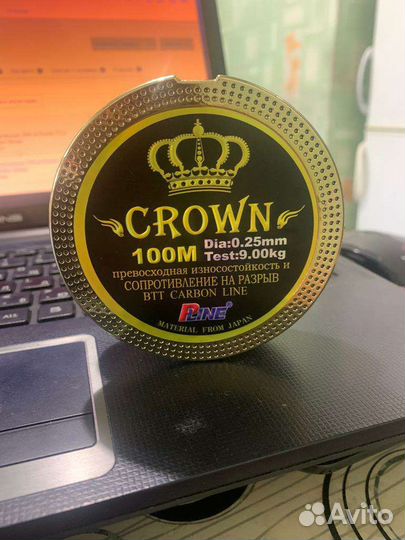 CROWN
100M
Dia:0.25mm
Test:9.00kg
превосходная износостойкость и
СОПРОТИВЛЕНИЕ НА РАЗРЫВ
BTT CARBON LINE
PLINE
MATERIAL FROM JAPAN
Avito